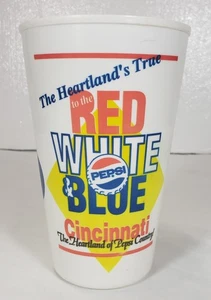 The Heartland's True
to the
RED
WHITE
PEPSI
& BLUE
Cincinnati
The Heartland of Pepsi Country